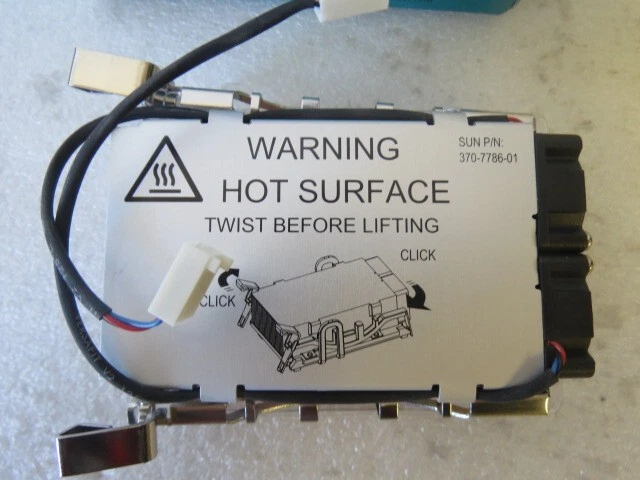 WARNING
HOT SURFACE
TWIST BEFORE LIFTING
SUN P/N:
370-7786-01
CLICK
CLICK